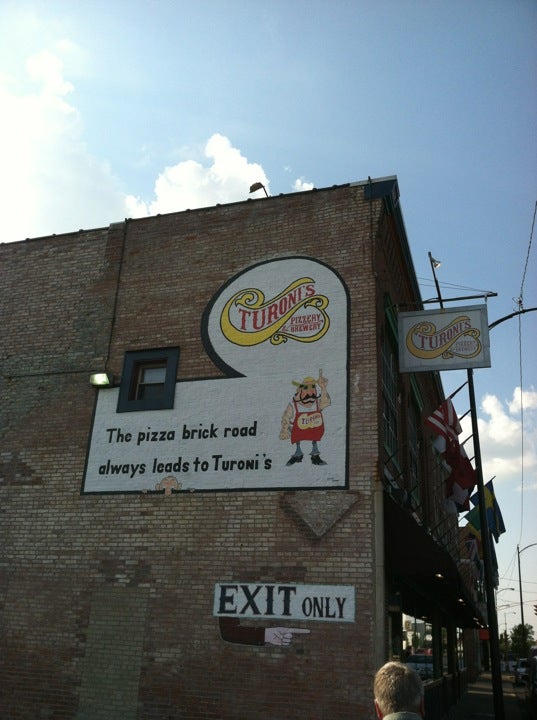 TURONI'S
PIZZERY
& BREWERY
TURONI'S
The pizza brick road
always leads to Turoni's
EXIT ONLY